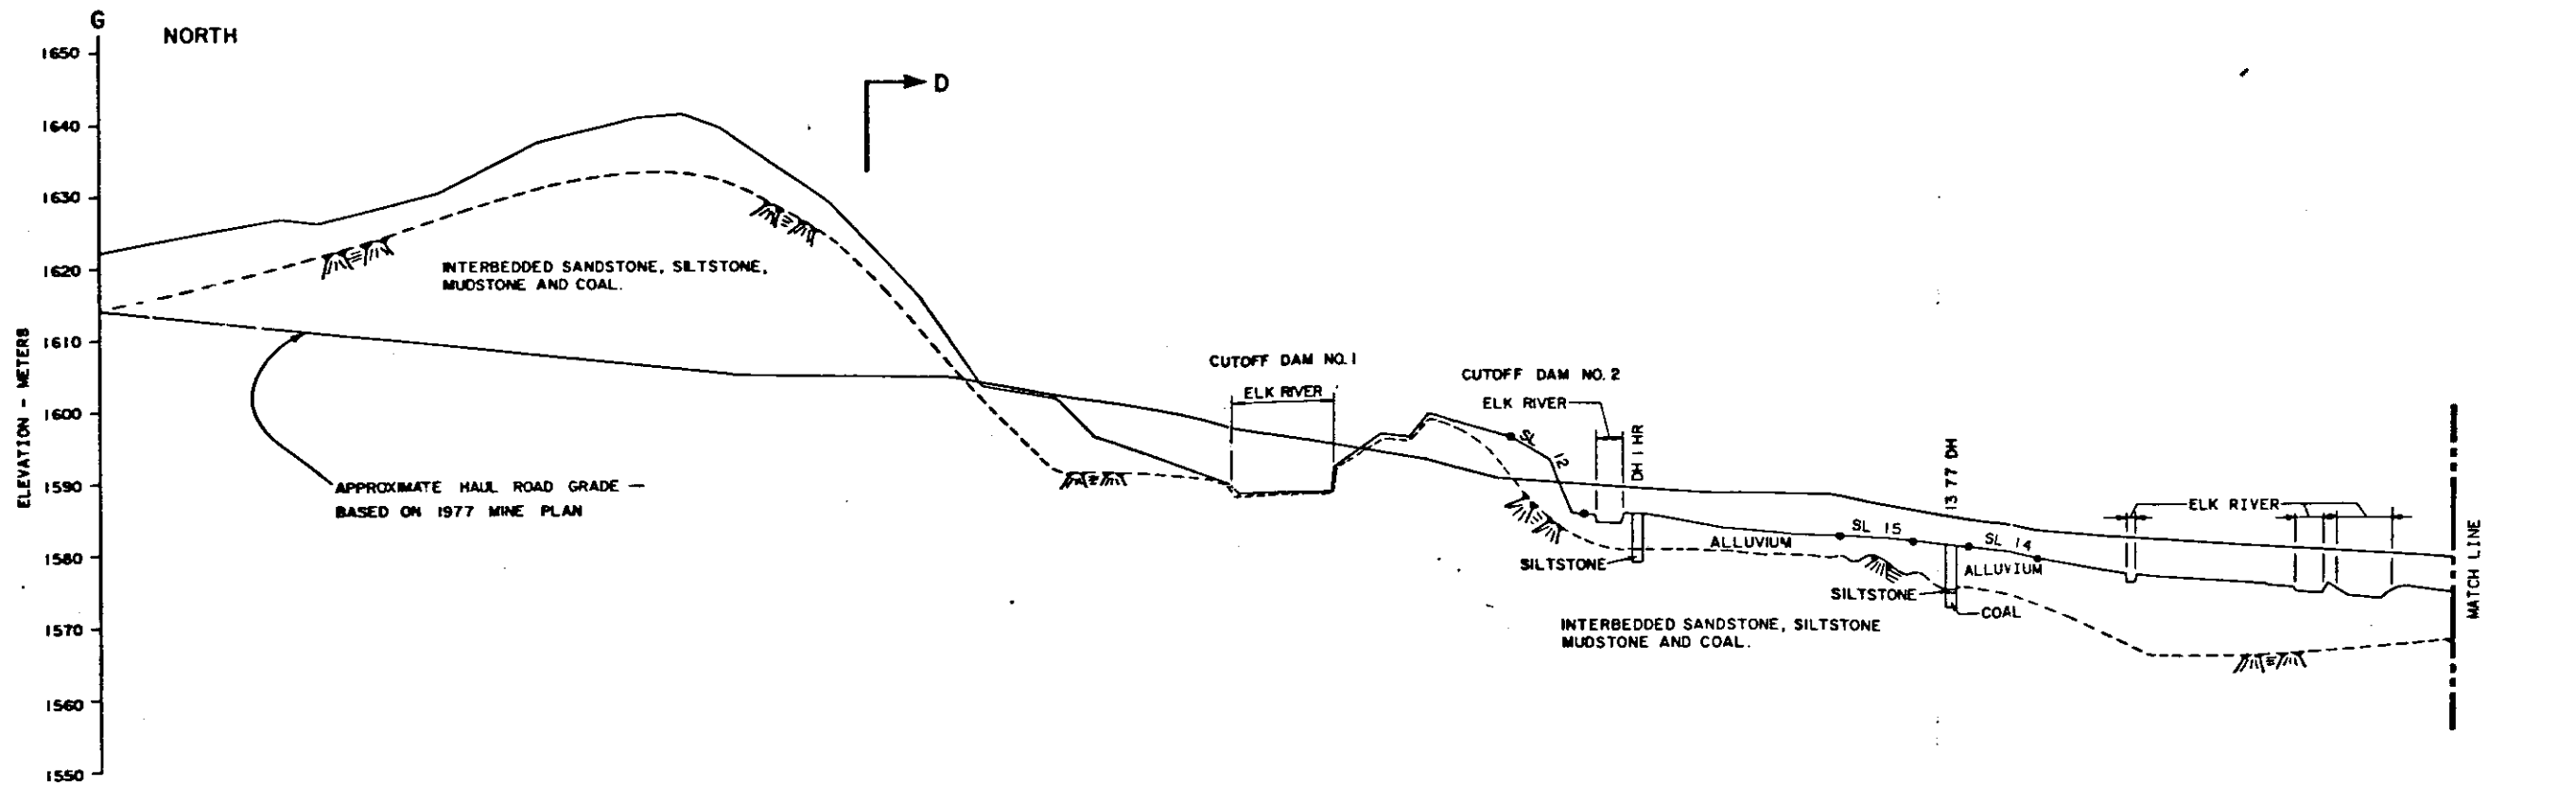 G
NORTH
D
1650
1640
1630
1620
1610
1600
1590
1580
1570
1560
1550
ELEVATION - METERS
INTERBEDDED SANDSTONE, SILTSTONE,
MUDSTONE AND COAL.
APPROXIMATE HAUL ROAD GRADE —
BASED ON 1977 MINE PLAN
CUTOFF DAM NO. 1
ELK RIVER
CUTOFF DAM NO. 2
ELK RIVER
SL 12
DH 1 HR
SILTSTONE
ALLUVIUM
SL 15
13 77 DH
SL 14
ALLUVIUM
SILTSTONE
COAL
INTERBEDDED SANDSTONE, SILTSTONE
MUDSTONE AND COAL.
ELK RIVER
MATCH LINE